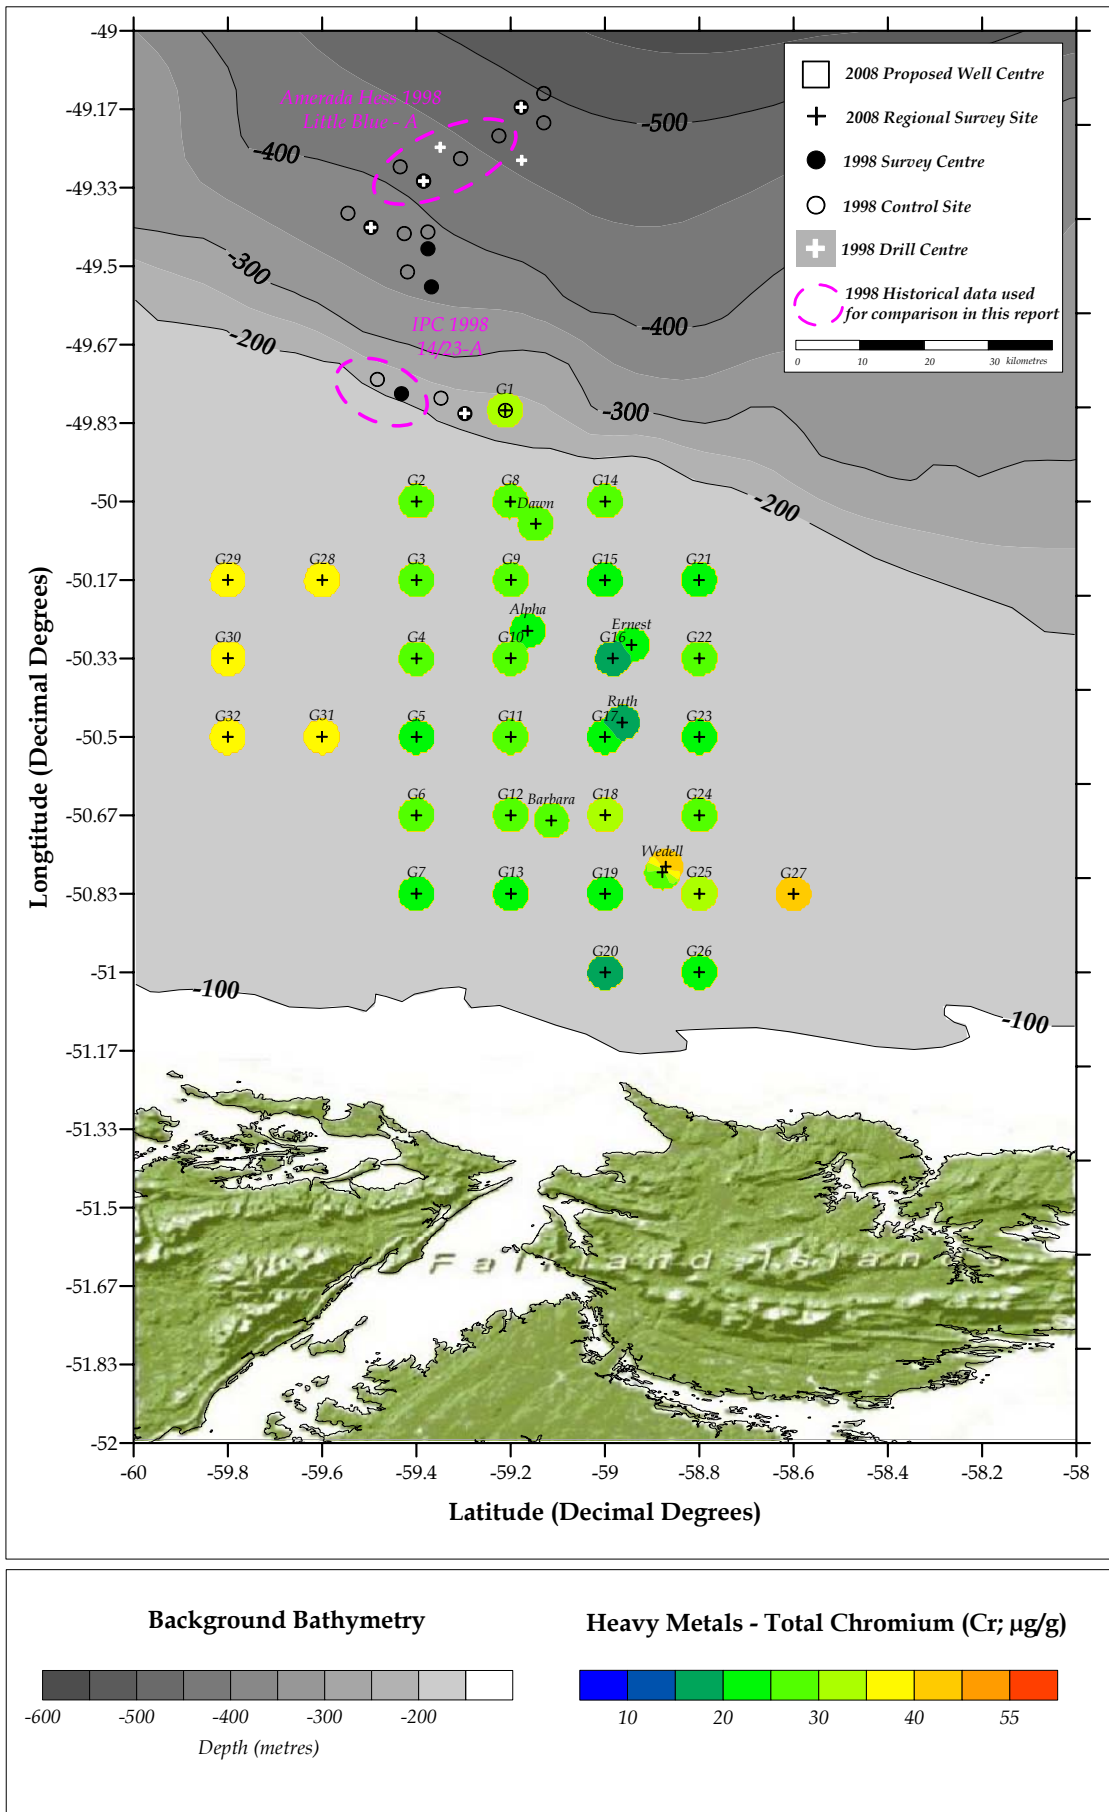 -49
-49.17
-49.33
-49.5
-49.67
-49.83
-50
-50.17
-50.33
-50.5
-50.67
-50.83
-51
-51.17
-51.33
-51.5
-51.67
-51.83
-52
Longtitude (Decimal Degrees)
Amerada Hess 1998
Little Blue - A
-500
-400
-300
-400
-200
IPC 1998
14/23-A
-300
-200
2008 Proposed Well Centre
2008 Regional Survey Site
1998 Survey Centre
1998 Control Site
1998 Drill Centre
1998 Historical data used
for comparison in this report
0 10 20 30 kilometres
G1
G2 G8 G14
Dawn
G29 G28 G3 G9 G15 G21
Alpha
Ernest
G30 G4 G10 G16 G22
Ruth
G32 G31 G5 G11 G17 G23
G6 G12 Barbara G18 G24
Wedell
G7 G13 G19 G25 G27
G20 G26
-100
-100
Falkland Islan
-60 -59.8 -59.6 -59.4 -59.2 -59 -58.8 -58.6 -58.4 -58.2 -58
Latitude (Decimal Degrees)
Background Bathymetry
-600 -500 -400 -300 -200
Depth (metres)
Heavy Metals - Total Chromium (Cr; µg/g)
10 20 30 40 55